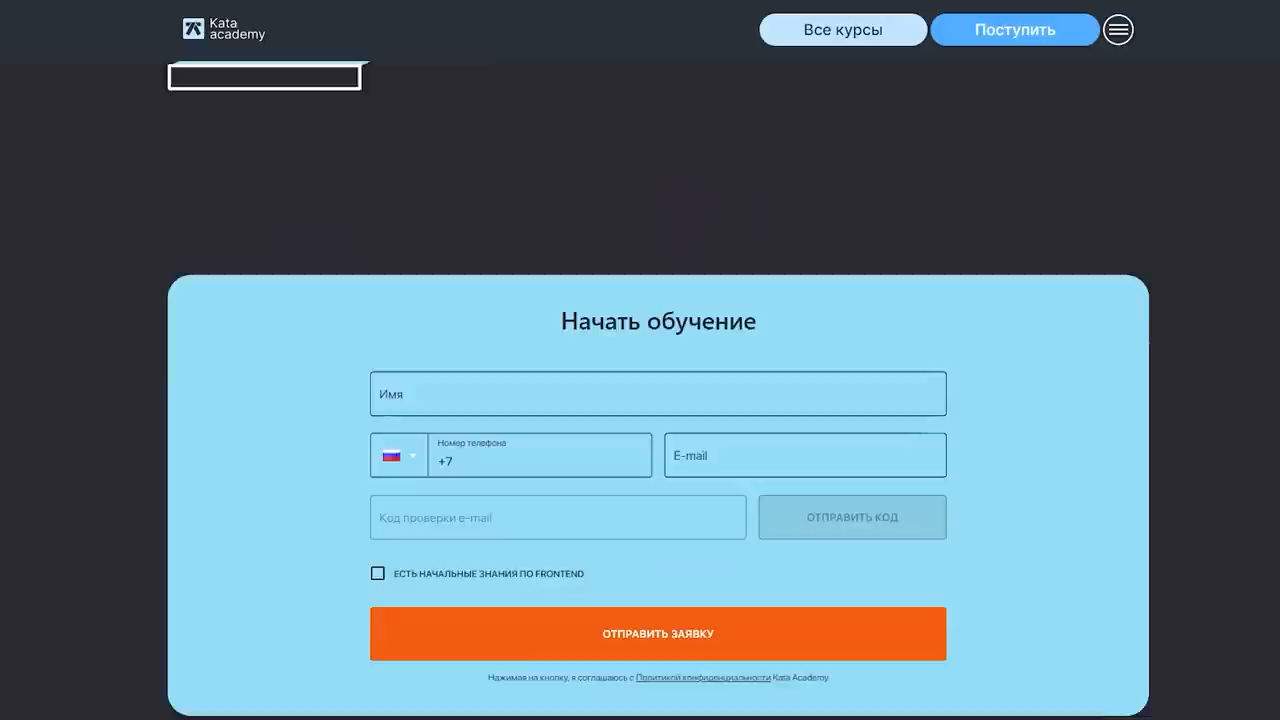 Kata
academy
Все курсы
Поступить
Начать обучение
Имя
Номер телефона
+7
E-mail
Код проверки e-mail
ОТПРАВИТЬ КОД
ЕСТЬ НАЧАЛЬНЫЕ ЗНАНИЯ ПО FRONTEND
ОТПРАВИТЬ ЗАЯВКУ
Нажимая на кнопку, я соглашаюсь с Политикой конфиденциальности Kata Academy